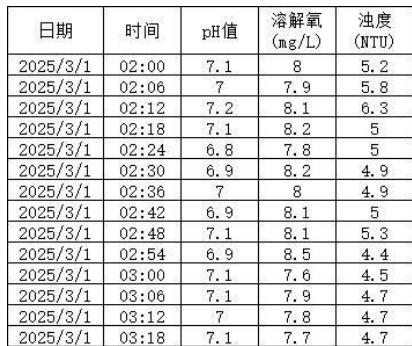 日期 时间 pH值 溶解氧(mg/L) 浊度(NTU)
2025/3/1 02:00 7.1 8 5.2
2025/3/1 02:06 7 7.9 5.8
2025/3/1 02:12 7.2 8.1 6.3
2025/3/1 02:18 7.1 8.2 5
2025/3/1 02:24 6.8 7.8 5
2025/3/1 02:30 6.9 8.2 4.9
2025/3/1 02:36 7 8 4.9
2025/3/1 02:42 6.9 8.1 5
2025/3/1 02:48 7.1 8.1 5.3
2025/3/1 02:54 6.9 8.5 4.4
2025/3/1 03:00 7.1 7.6 4.5
2025/3/1 03:06 7.1 7.9 4.7
2025/3/1 03:12 7 7.8 4.7
2025/3/1 03:18 7.1 7.7 4.7